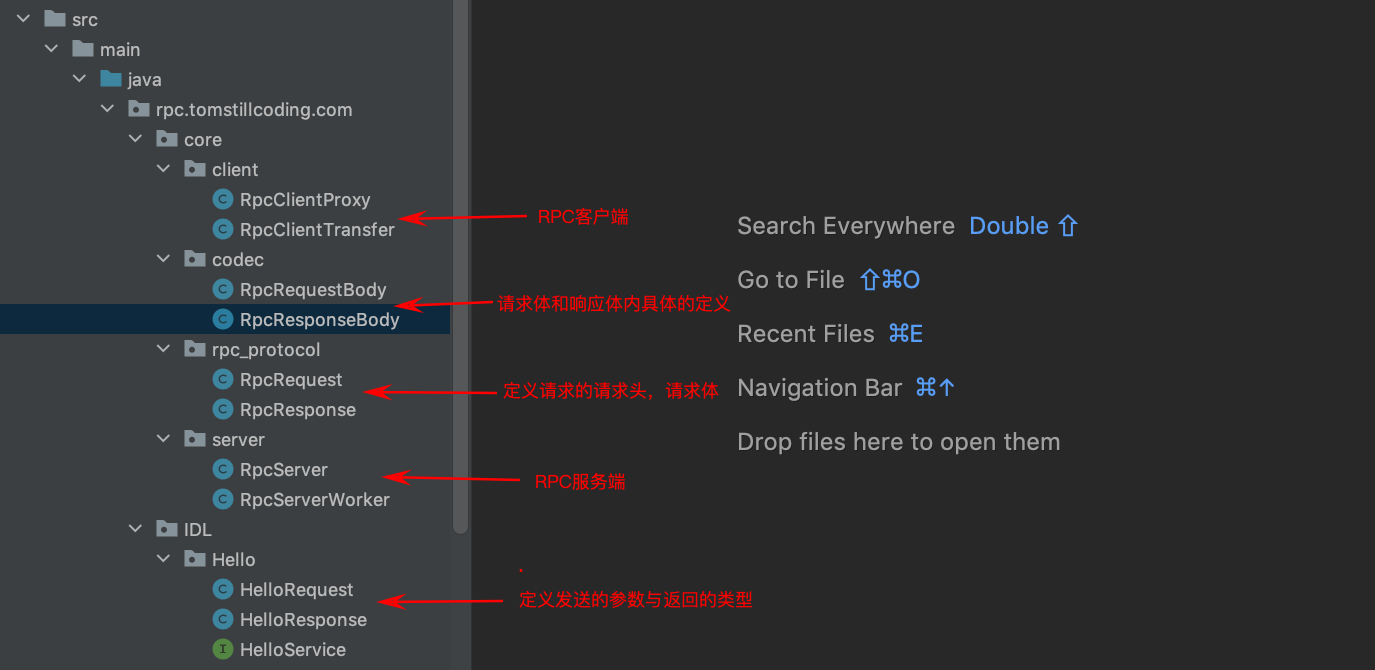 src
main
java
rpc.tomstillcoding.com
core
client
RpcClientProxy
RpcClientTransfer
RPC客户端
codec
RpcRequestBody
RpcResponseBody
请求体和响应体内具体的定义
rpc_protocol
RpcRequest
RpcResponse
定义请求的请求头，请求体
server
RpcServer
RpcServerWorker
RPC服务端
IDL
Hello
HelloRequest
HelloResponse
HelloService
定义发送的参数与返回的类型
Search Everywhere Double ⇧
Go to File ⇧⌘O
Recent Files ⌘E
Navigation Bar ⌘↑
Drop files here to open them